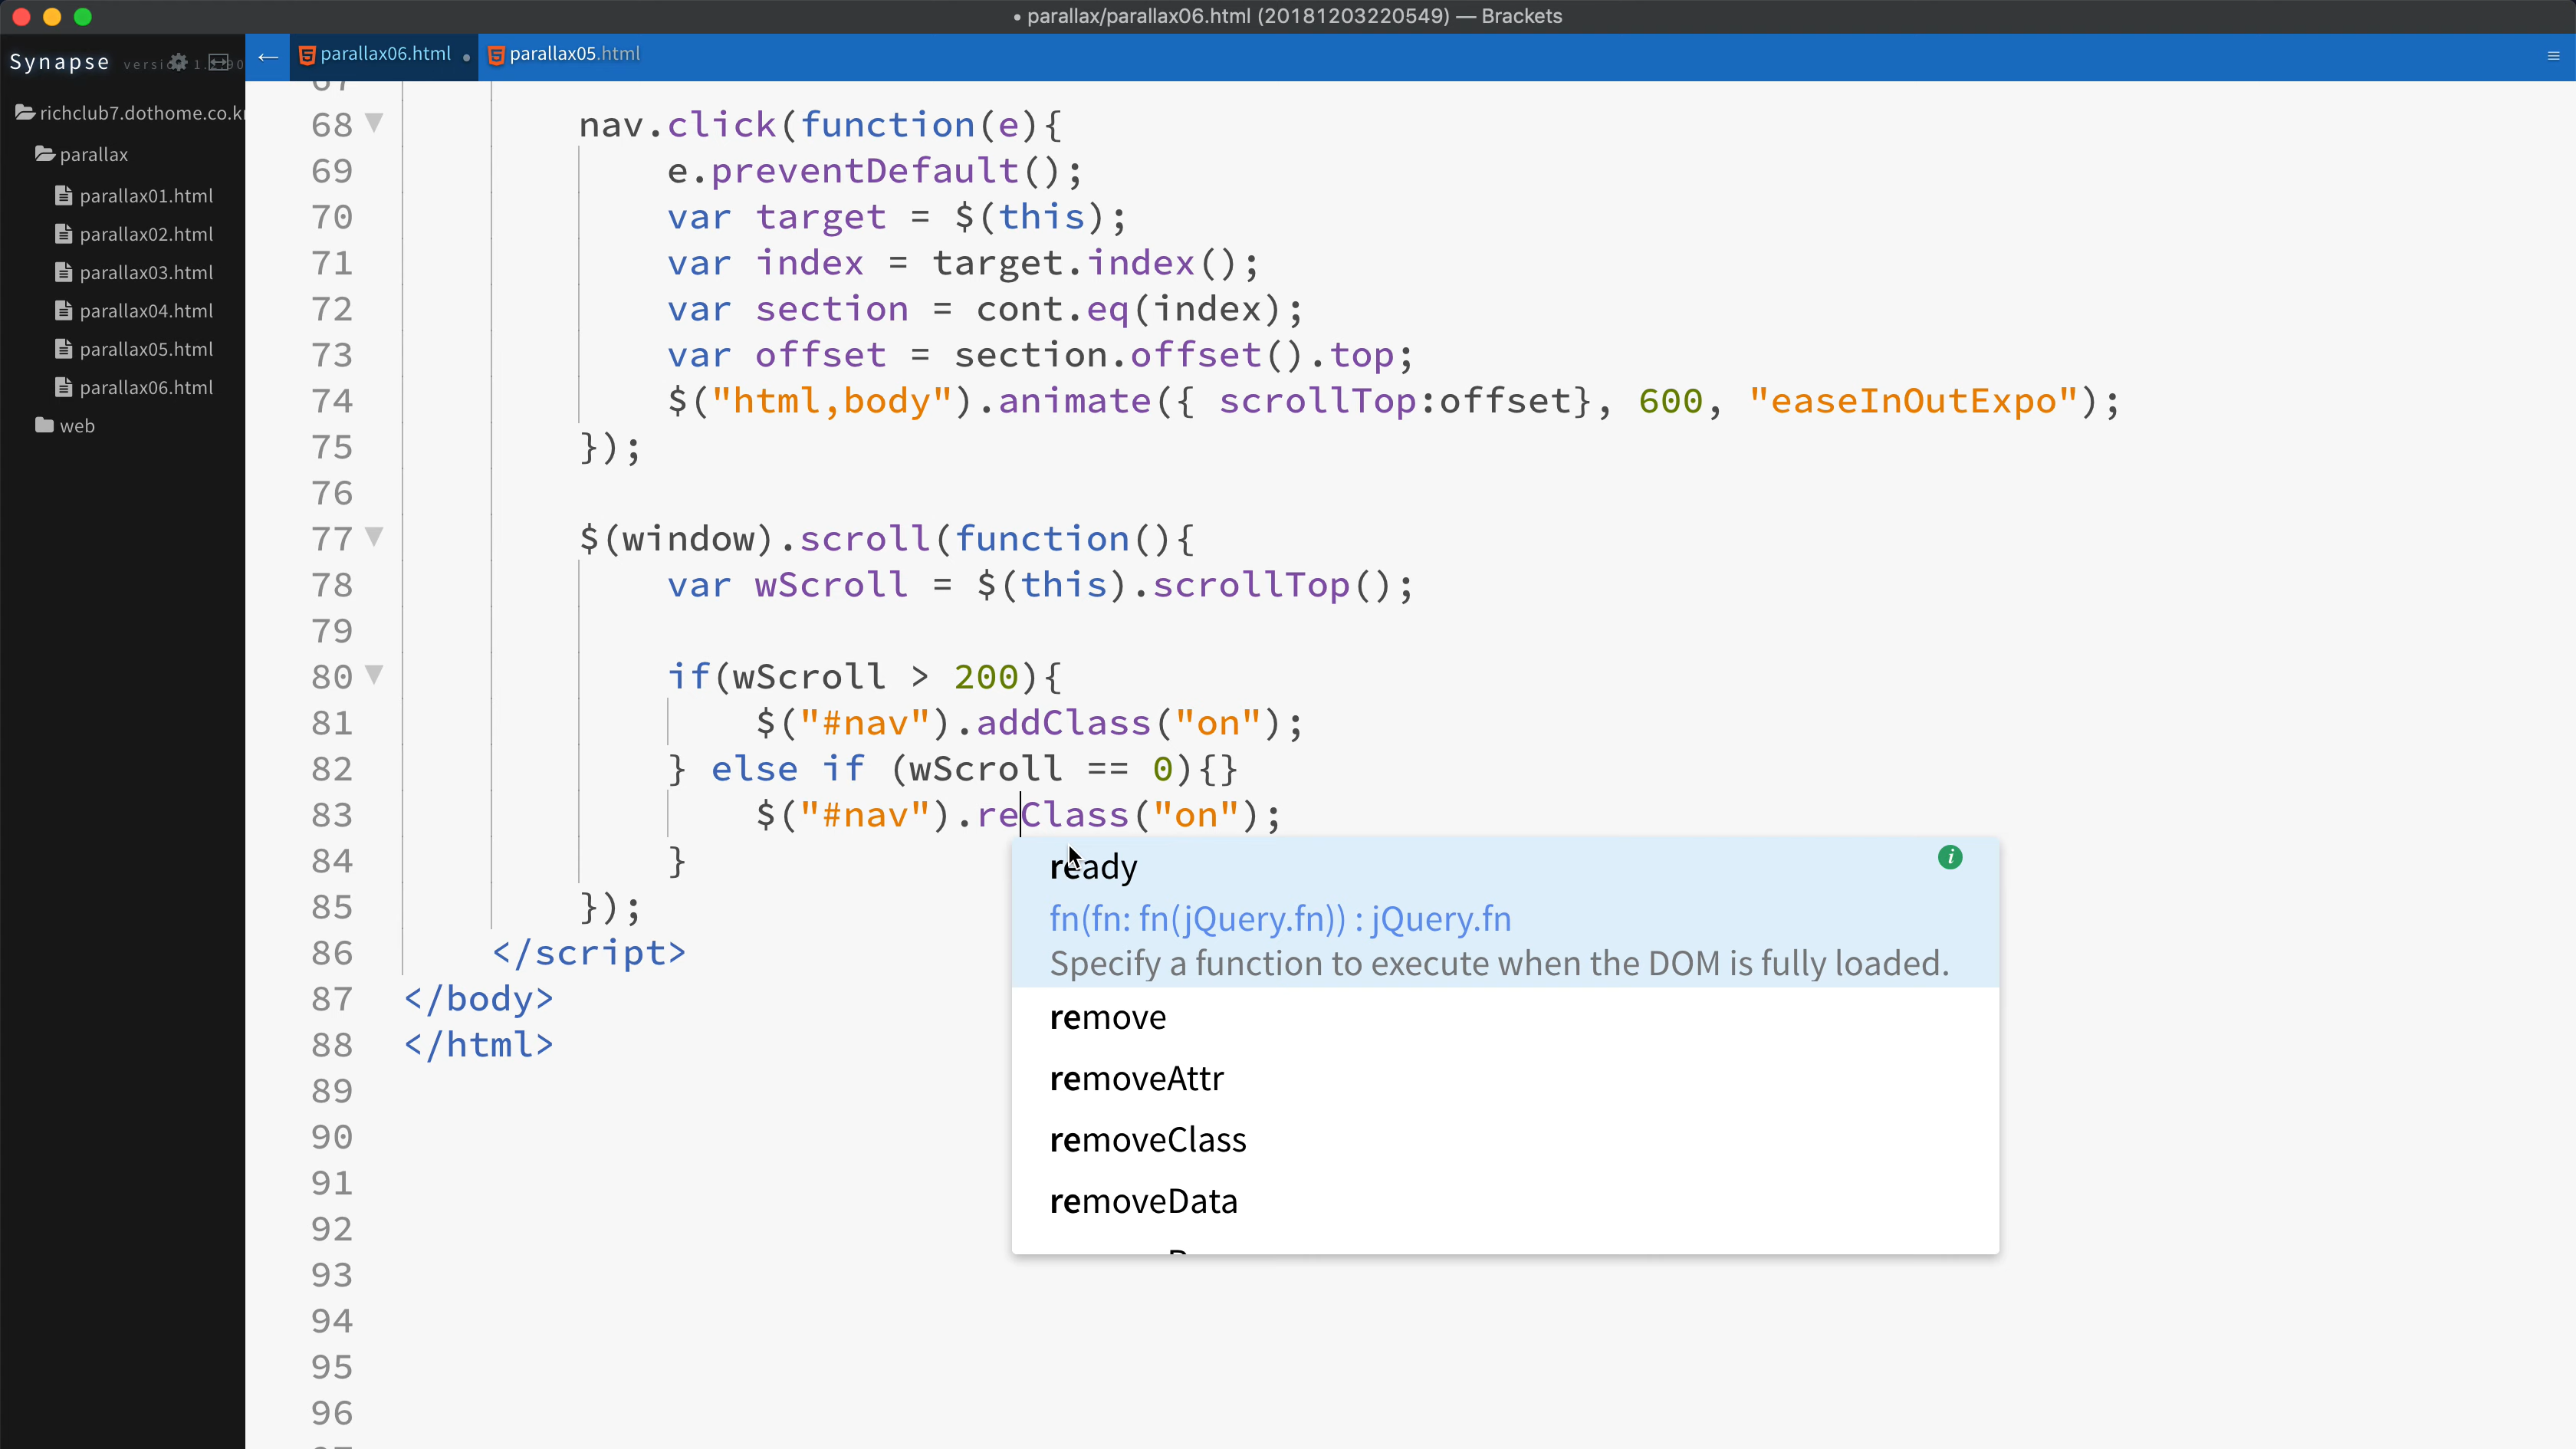 parallax/parallax06.html (20181203220549) — Brackets
Synapse
richclub7.dothome.co.kr
parallax
parallax01.html
parallax02.html
parallax03.html
parallax04.html
parallax05.html
parallax06.html
web
parallax06.html
parallax05.html
67
68 nav.click(function(e){
69 e.preventDefault();
70 var target = $(this);
71 var index = target.index();
72 var section = cont.eq(index);
73 var offset = section.offset().top;
74 $("html,body").animate({ scrollTop:offset}, 600, "easeInOutExpo");
75 });
76
77 $(window).scroll(function(){
78 var wScroll = $(this).scrollTop();
79
80 if(wScroll > 200){
81 $("#nav").addClass("on");
82 } else if (wScroll == 0){}
83 $("#nav").reClass("on");
84 }
85 });
86 </script>
87 </body>
88 </html>
89
90
91
92
93
94
95
96
ready
fn(fn: fn(jQuery.fn)) : jQuery.fn
Specify a function to execute when the DOM is fully loaded.
remove
removeAttr
removeClass
removeData